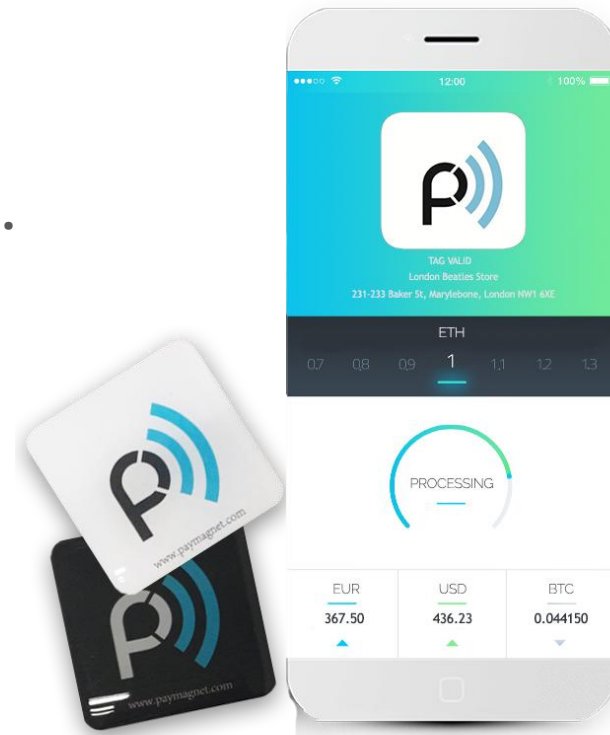 12:00
100%
TAG VALID
London Beatles Store
231-233 Baker St, Marylebone, London NW1 6XE
ETH
0,7 0,8 0,9 1 1,1 1,2 1,3
PROCESSING
EUR USD BTC
367.50 436.23 0.044150
www.paymagnet.com
www.paymagnet.com